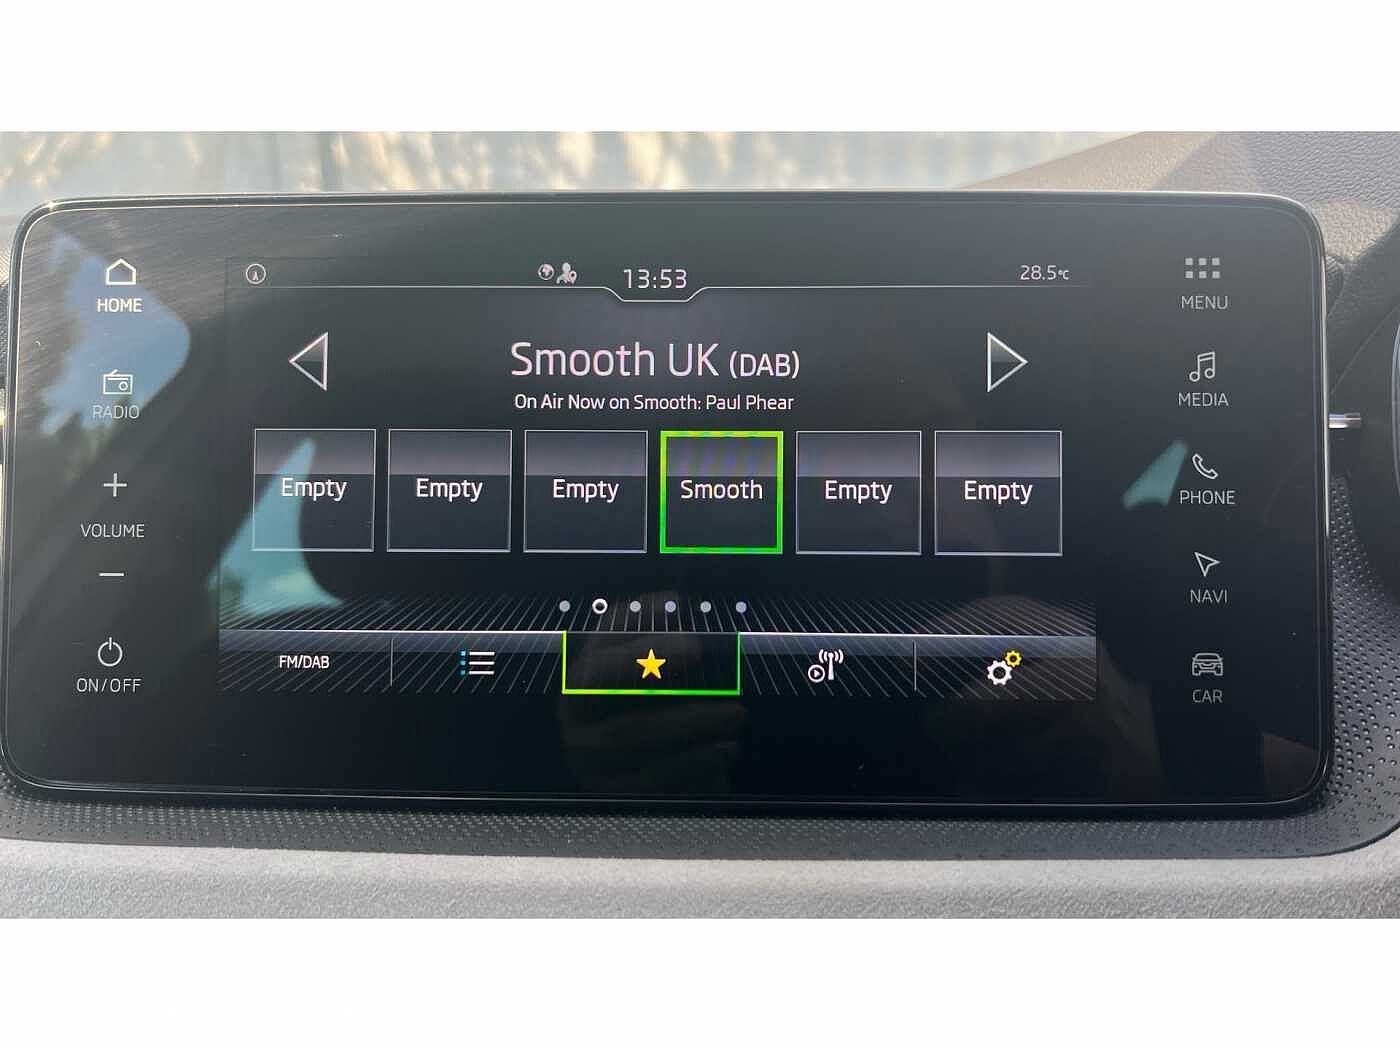 13:53
28.5°C
HOME
RADIO
VOLUME
ON/OFF
Smooth UK (DAB)
On Air Now on Smooth: Paul Phear
Empty
Empty
Empty
Smooth
Empty
Empty
FM/DAB
MENU
MEDIA
PHONE
NAVI
CAR